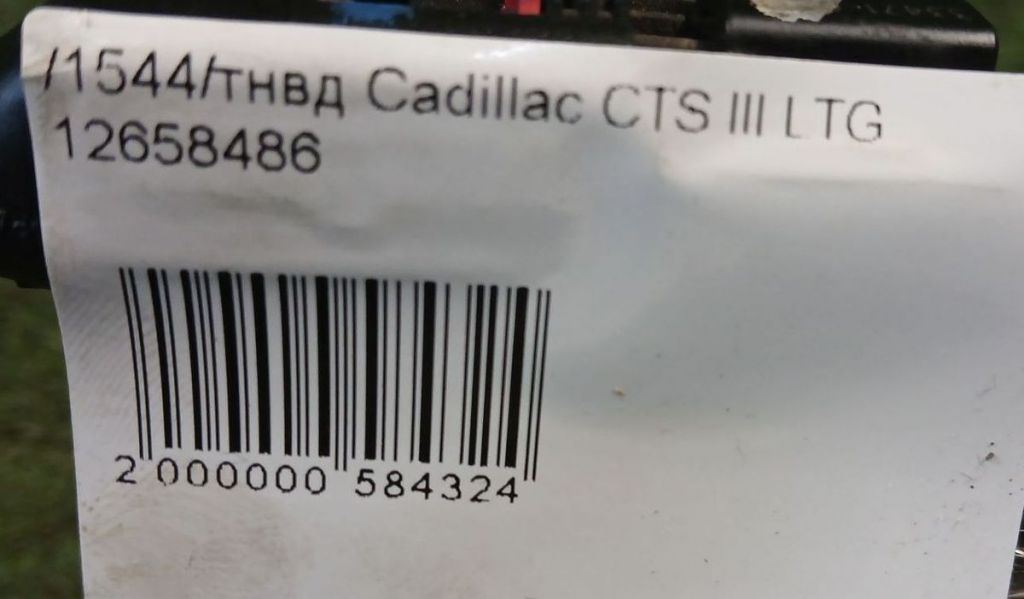 /1544/тнвд Cadillac CTS III LTG
12658486
2 000000 584324